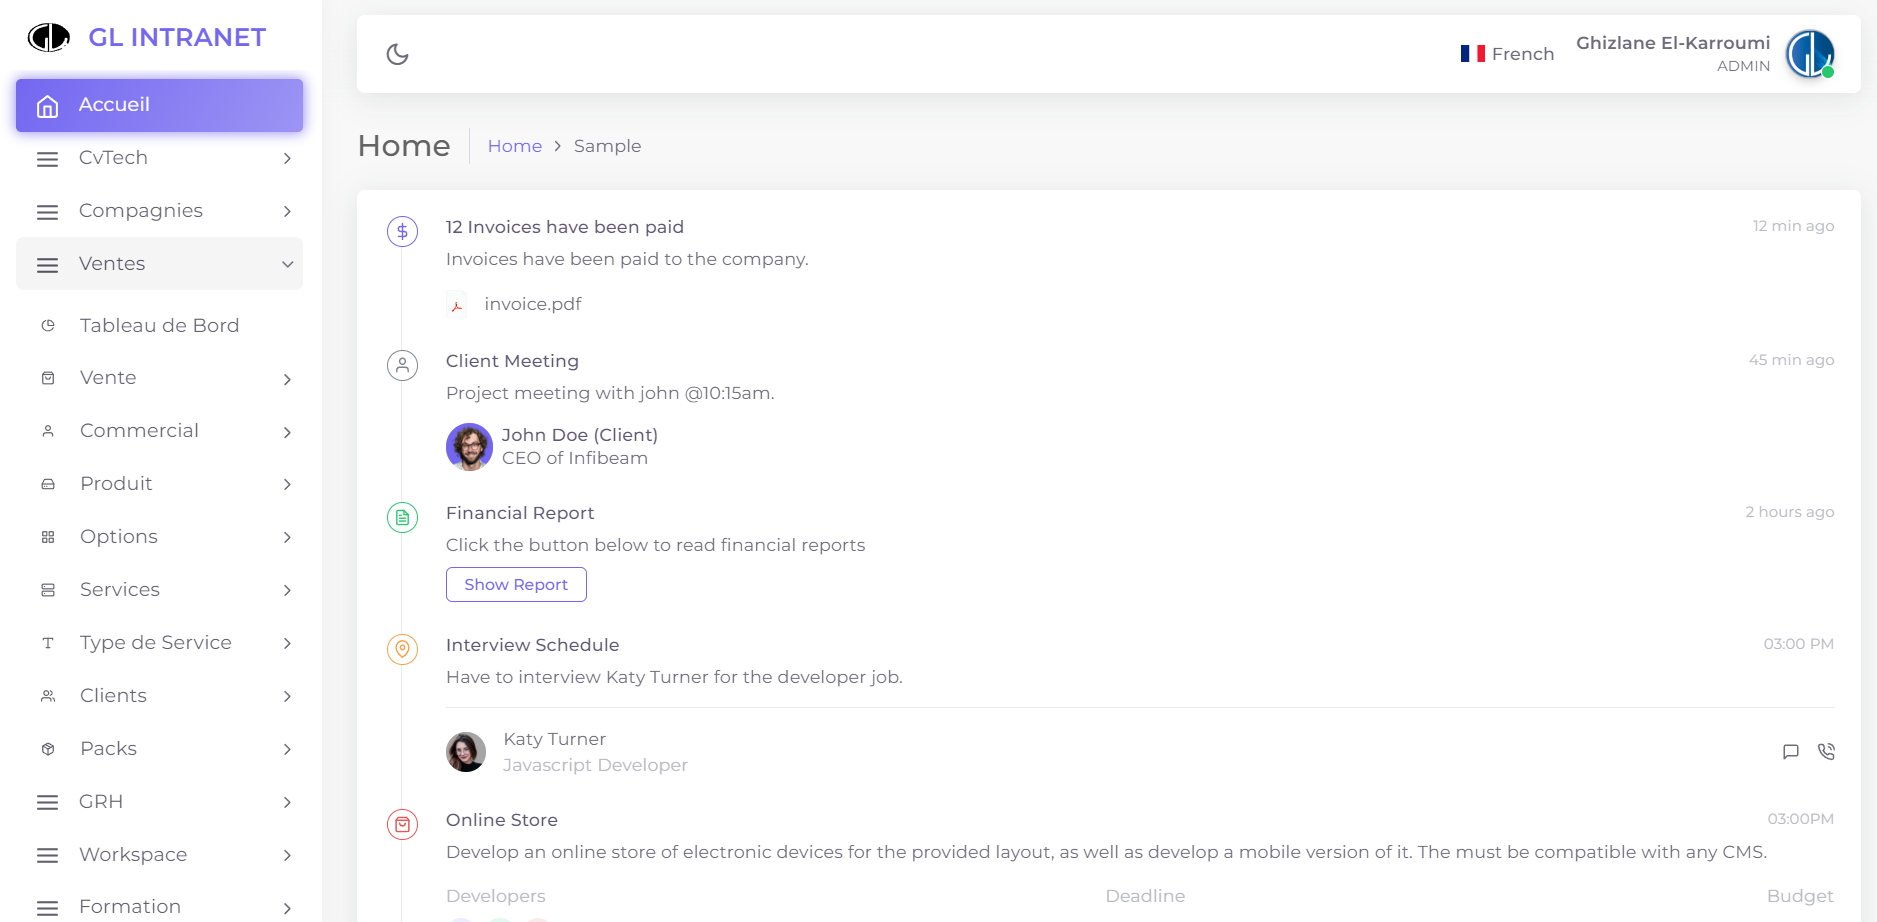 GL INTRANET
Accueil
CvTech
Compagnies
Ventes
Tableau de Bord
Vente
Commercial
Produit
Options
Services
Type de Service
Clients
Packs
GRH
Workspace
Formation
French
Ghizlane El-Karroumi
ADMIN
Home
Home > Sample
12 Invoices have been paid
12 min ago
Invoices have been paid to the company.
invoice.pdf
Client Meeting
45 min ago
Project meeting with john @10:15am.
John Doe (Client)
CEO of Infibeam
Financial Report
2 hours ago
Click the button below to read financial reports
Show Report
Interview Schedule
03:00 PM
Have to interview Katy Turner for the developer job.
Katy Turner
Javascript Developer
Online Store
03:00PM
Develop an online store of electronic devices for the provided layout, as well as develop a mobile version of it. The must be compatible with any CMS.
Developers
Deadline
Budget